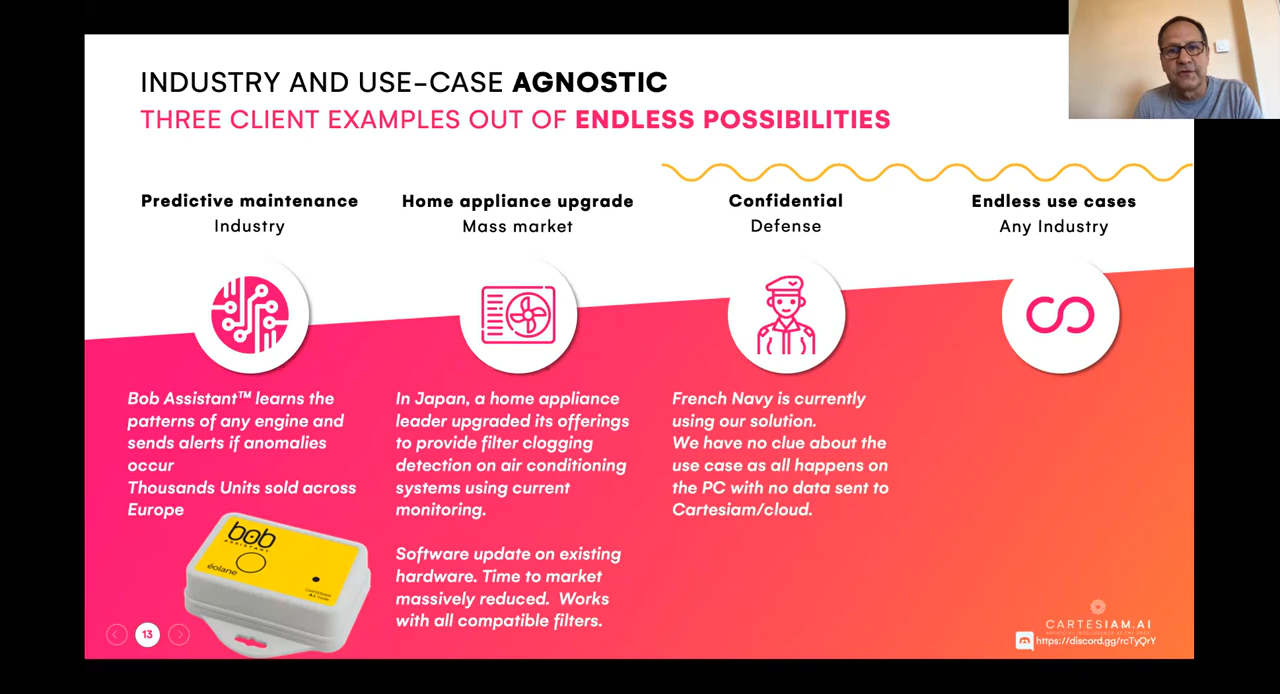 INDUSTRY AND USE-CASE AGNOSTIC
THREE CLIENT EXAMPLES OUT OF ENDLESS POSSIBILITIES
Predictive maintenance
Industry
Home appliance upgrade
Mass market
Confidential
Defense
Endless use cases
Any Industry
Bob Assistant™ learns the
patterns of any engine and
sends alerts if anomalies
occur
Thousands Units sold across
Europe
In Japan, a home appliance
leader upgraded its offerings
to provide filter clogging
detection on air conditioning
systems using current
monitoring.
Software update on existing
hardware. Time to market
massively reduced. Works
with all compatible filters.
French Navy is currently
using our solution.
We have no clue about the
use case as all happens on
the PC with no data sent to
Cartesiam/cloud.
bob
ASSISTANT
éolane
13
CARTESIAM.AI
https://discord.gg/rcTyQrY